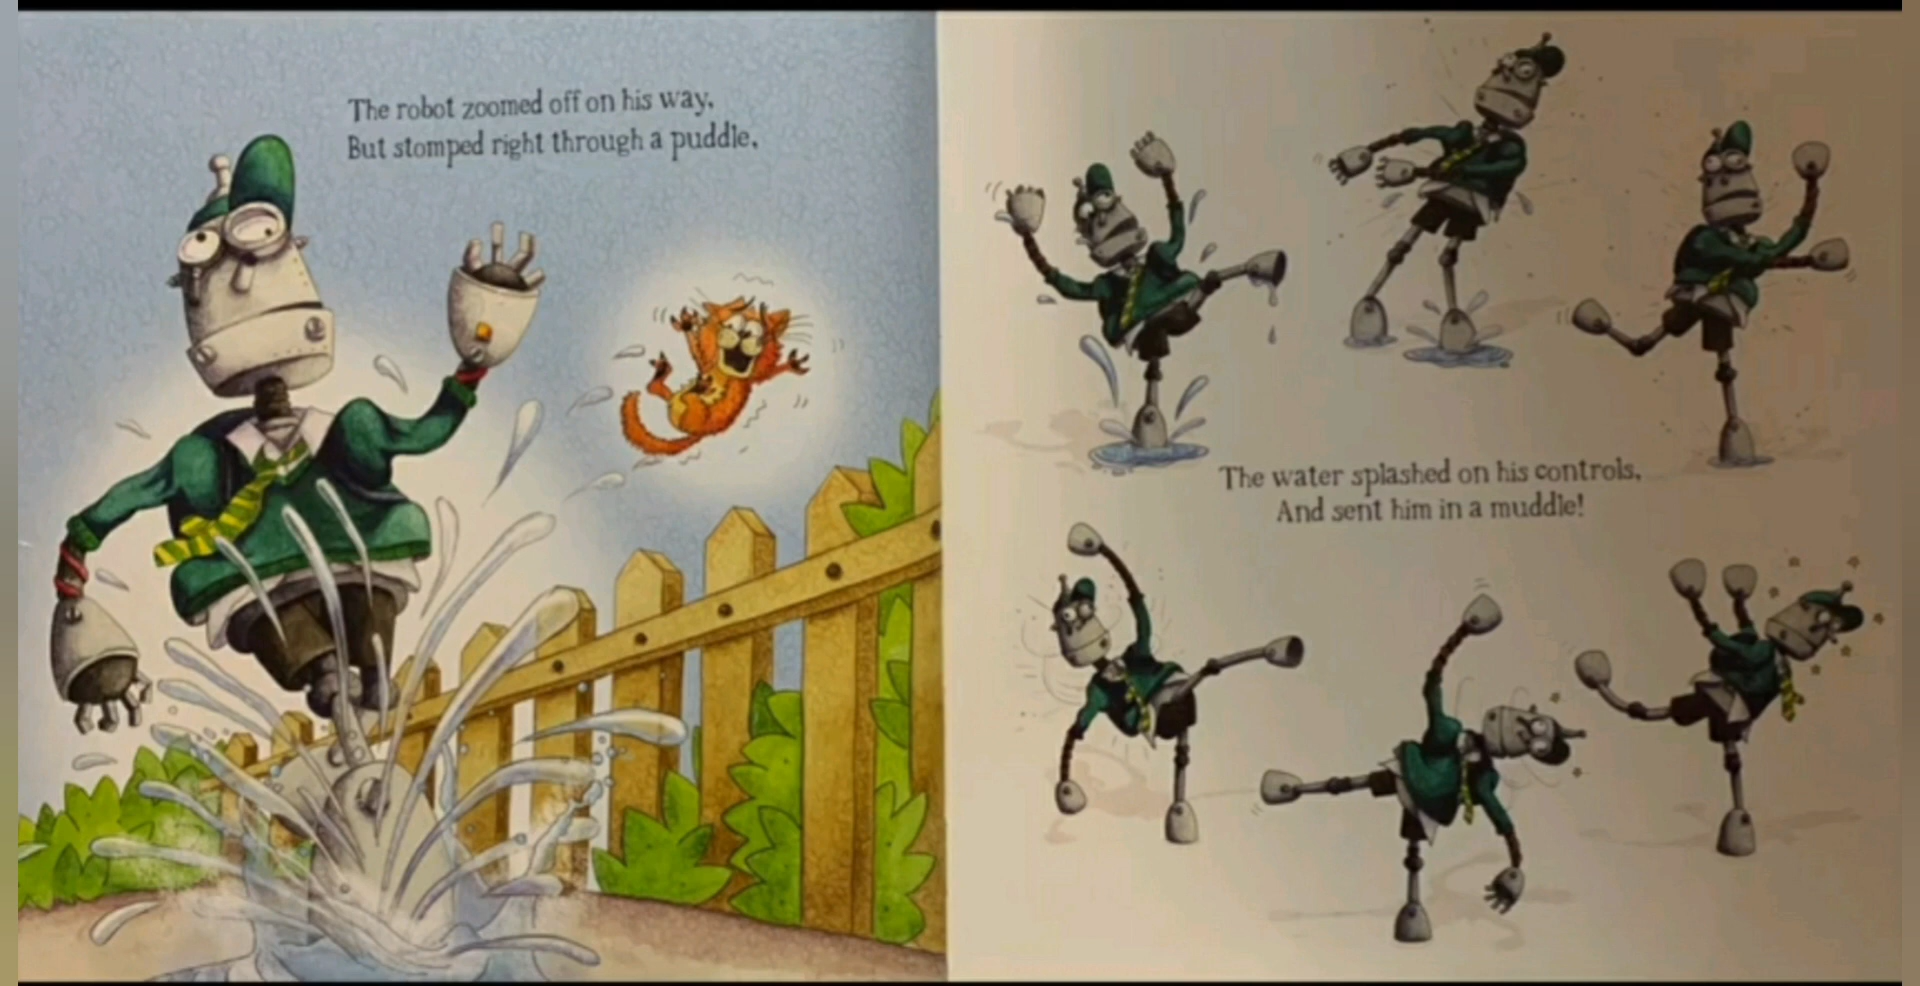 The robot zoomed off on his way,
But stomped right through a puddle,
The water splashed on his controls,
And sent him in a muddle!